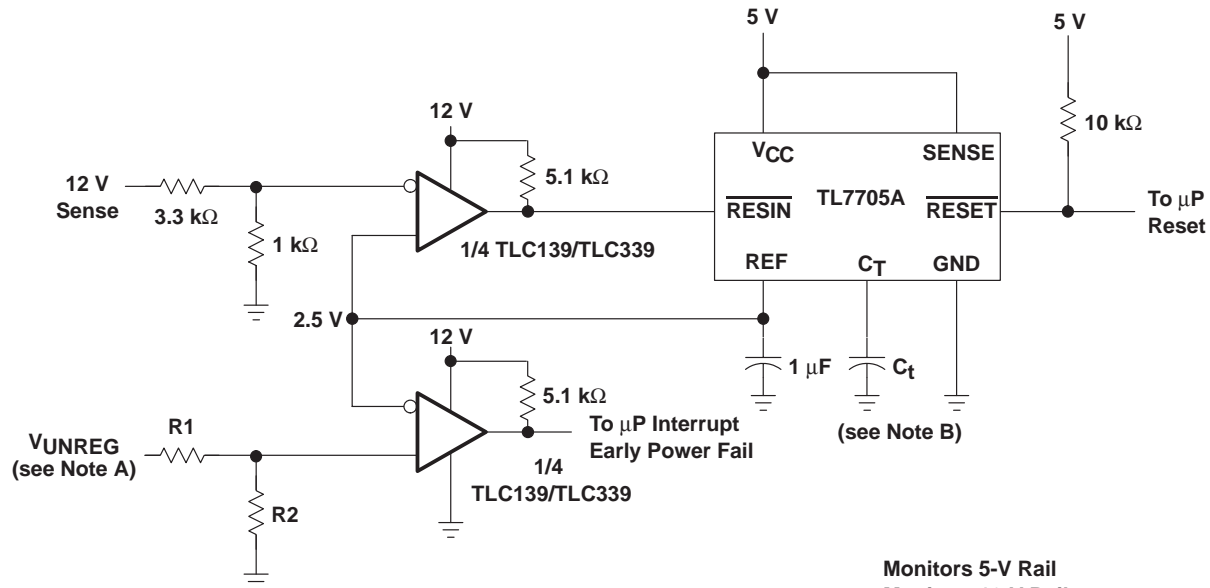 5 V
5 V
12 V
10 kΩ
VCC
SENSE
5.1 kΩ
12 V
Sense
3.3 kΩ
RESIN
TL7705A
RESET
To μP
Reset
1 kΩ
1/4 TLC139/TLC339
REF
CT
GND
2.5 V
12 V
1 μF
Ct
5.1 kΩ
(see Note B)
To μP Interrupt
Early Power Fail
VUNREG
(see Note A)
R1
1/4
TLC139/TLC339
R2
Monitors 5-V Rail